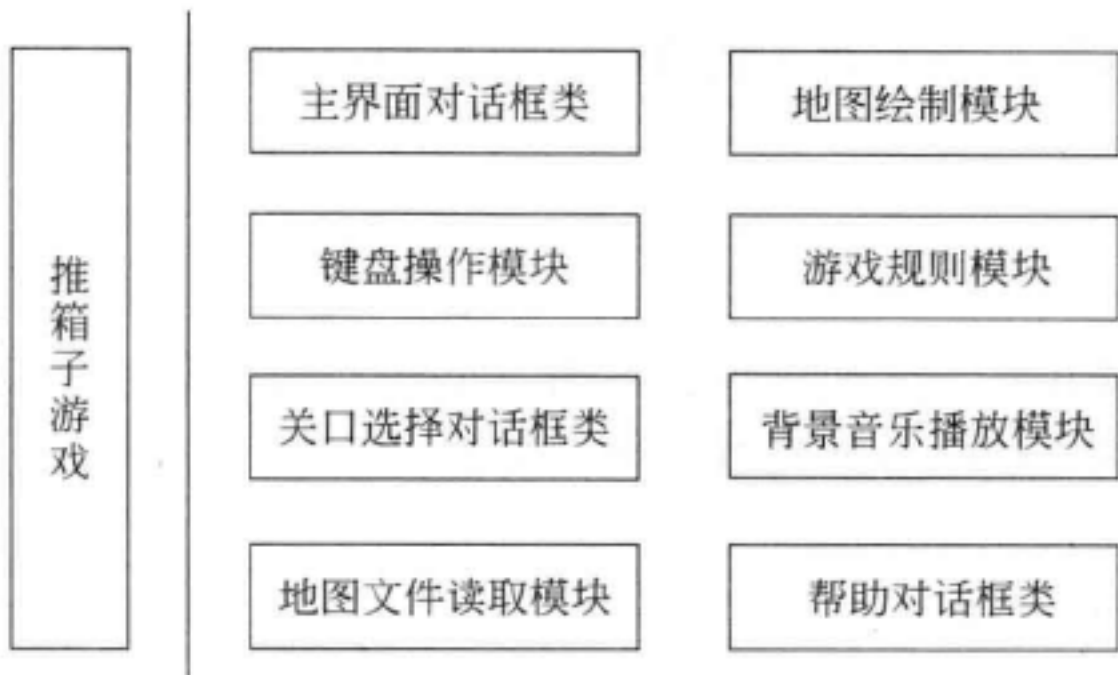 推箱子游戏
主界面对话框类
地图绘制模块
键盘操作模块
游戏规则模块
关口选择对话框类
背景音乐播放模块
地图文件读取模块
帮助对话框类